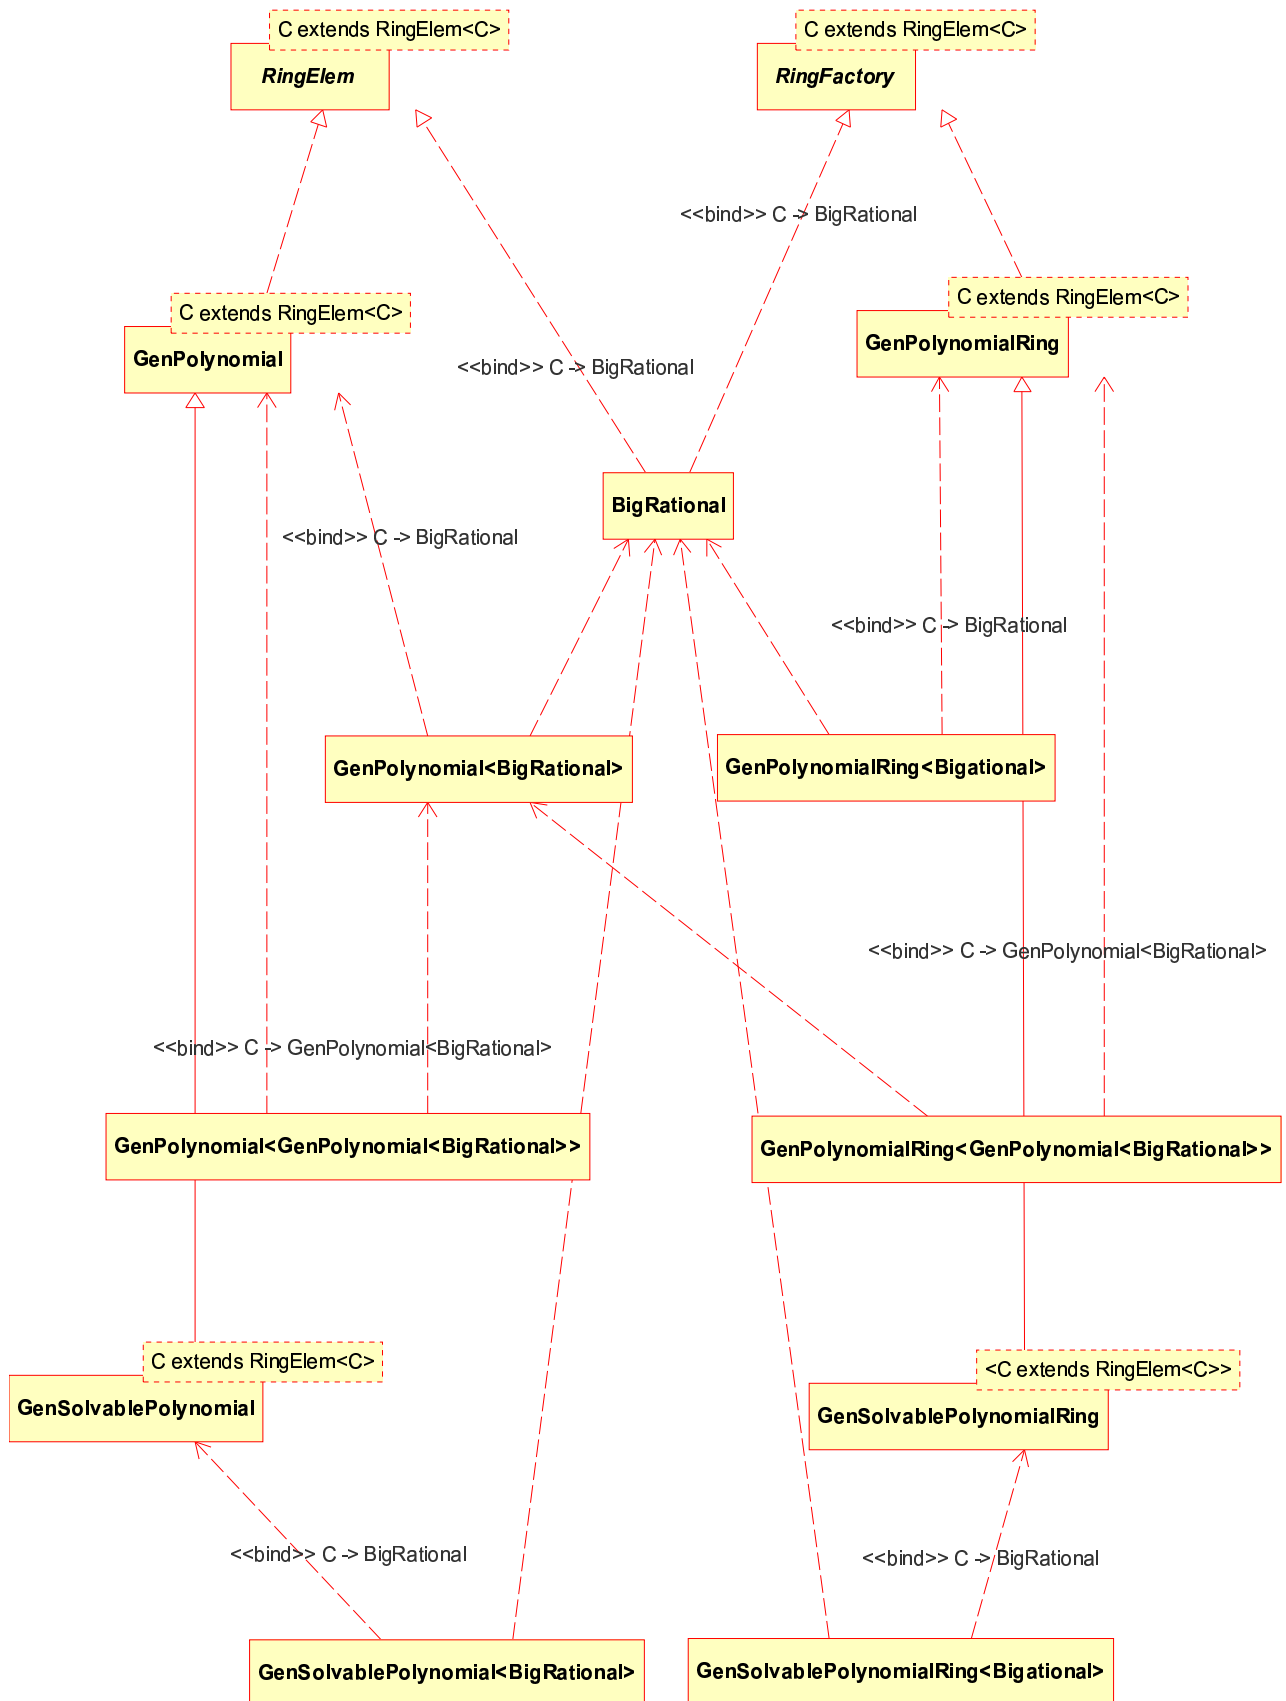 C extends RingElem<C>
C extends RingElem<C>
RingElem
RingFactory
<<bind>> C -> BigRational
C extends RingElem<C>
C extends RingElem<C>
GenPolynomial
GenPolynomialRing
<<bind>> C -> BigRational
BigRational
<<bind>> C -> BigRational
<<bind>> C -> BigRational
GenPolynomial<BigRational>
GenPolynomialRing<Bigational>
<<bind>> C -> GenPolynomial<BigRational>
<<bind>> C -> GenPolynomial<BigRational>
GenPolynomial<GenPolynomial<BigRational>>
GenPolynomialRing<GenPolynomial<BigRational>>
C extends RingElem<C>
<C extends RingElem<C>>
GenSolvablePolynomial
GenSolvablePolynomialRing
<<bind>> C -> BigRational
<<bind>> C -> BigRational
GenSolvablePolynomial<BigRational>
GenSolvablePolynomialRing<Bigational>